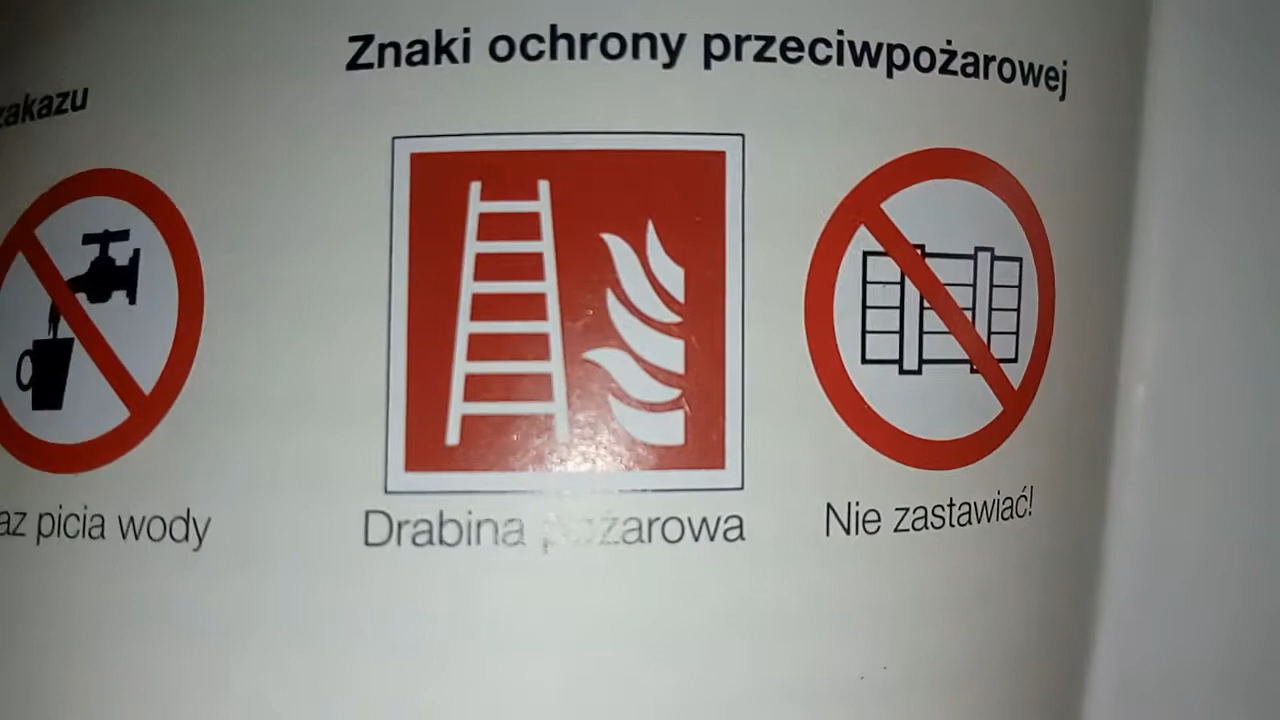 Znaki ochrony przeciwpożarowej
zakazu
az picia wody
Drabina pożarowa
Nie zastawiać!